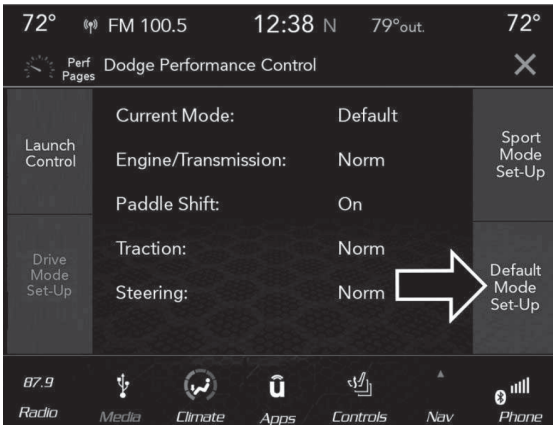 72° FM 100.5 12:38 N 79°out. 72°
Perf
Pages
Dodge Performance Control
Launch
Control
Drive
Mode
Set-Up
Current Mode: Default
Engine/Transmission: Norm
Paddle Shift: On
Traction: Norm
Steering: Norm
Sport
Mode
Set-Up
Default
Mode
Set-Up
87.9
Radio
Media
Climate
Apps
Controls
Nav
Phone